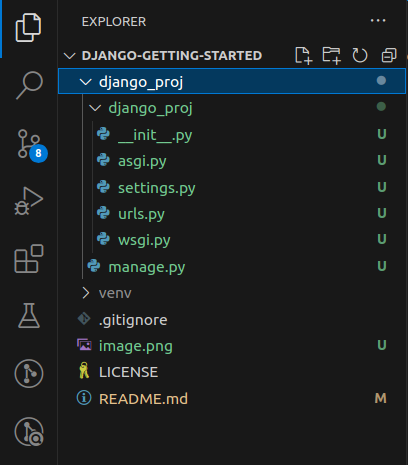 EXPLORER
DJANGO-GETTING-STARTED
django_proj
django_proj
__init__.py U
asgi.py U
settings.py U
8
urls.py U
wsgi.py U
manage.py U
venv
.gitignore
image.png U
LICENSE
README.md M